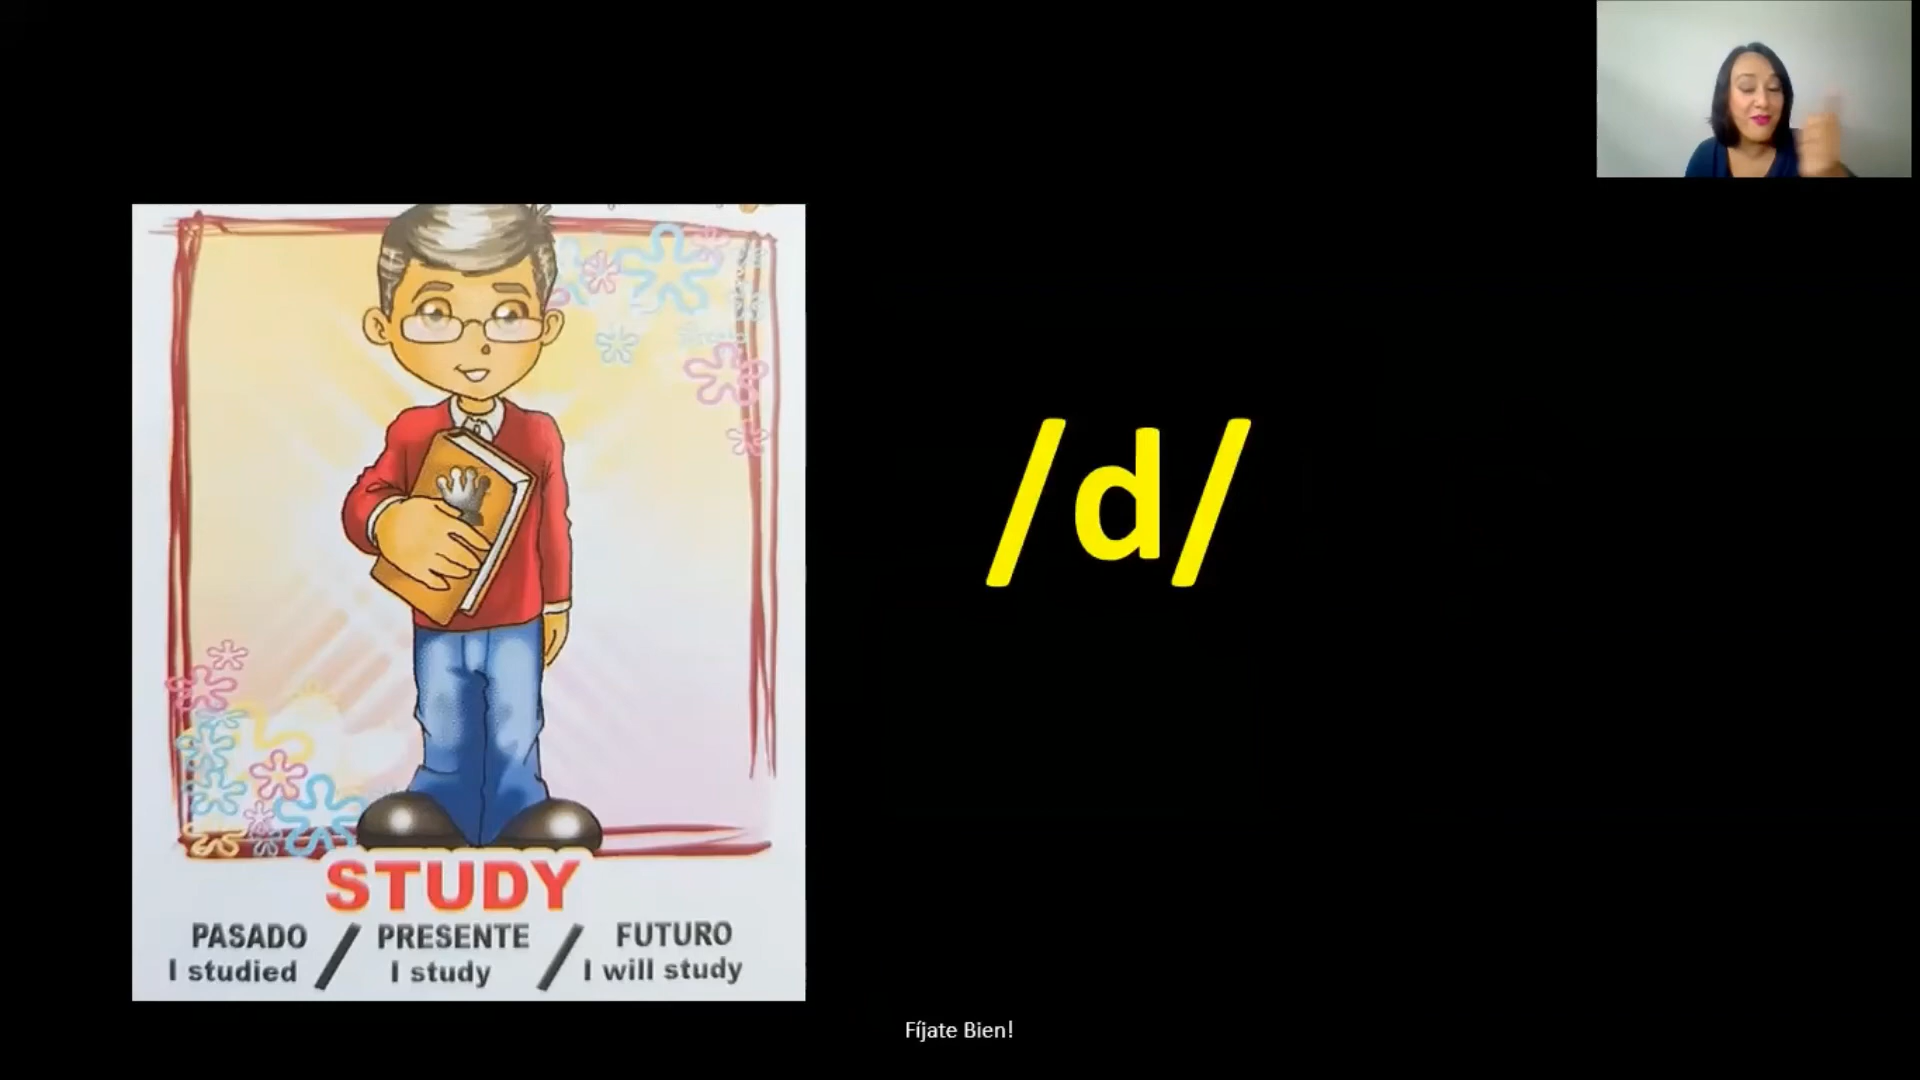 /d/
STUDY
PASADO / PRESENTE / FUTURO
I studied / I study / I will study
Fíjate Bien!